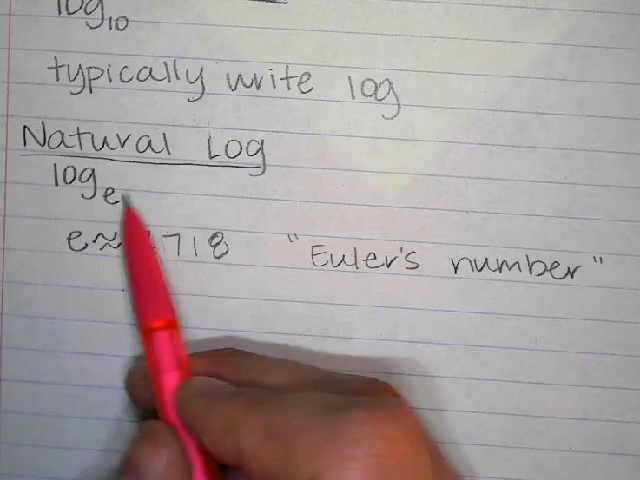 log₁₀
typically write log
Natural Log
logₑ
e≈ 718 "Euler's number"